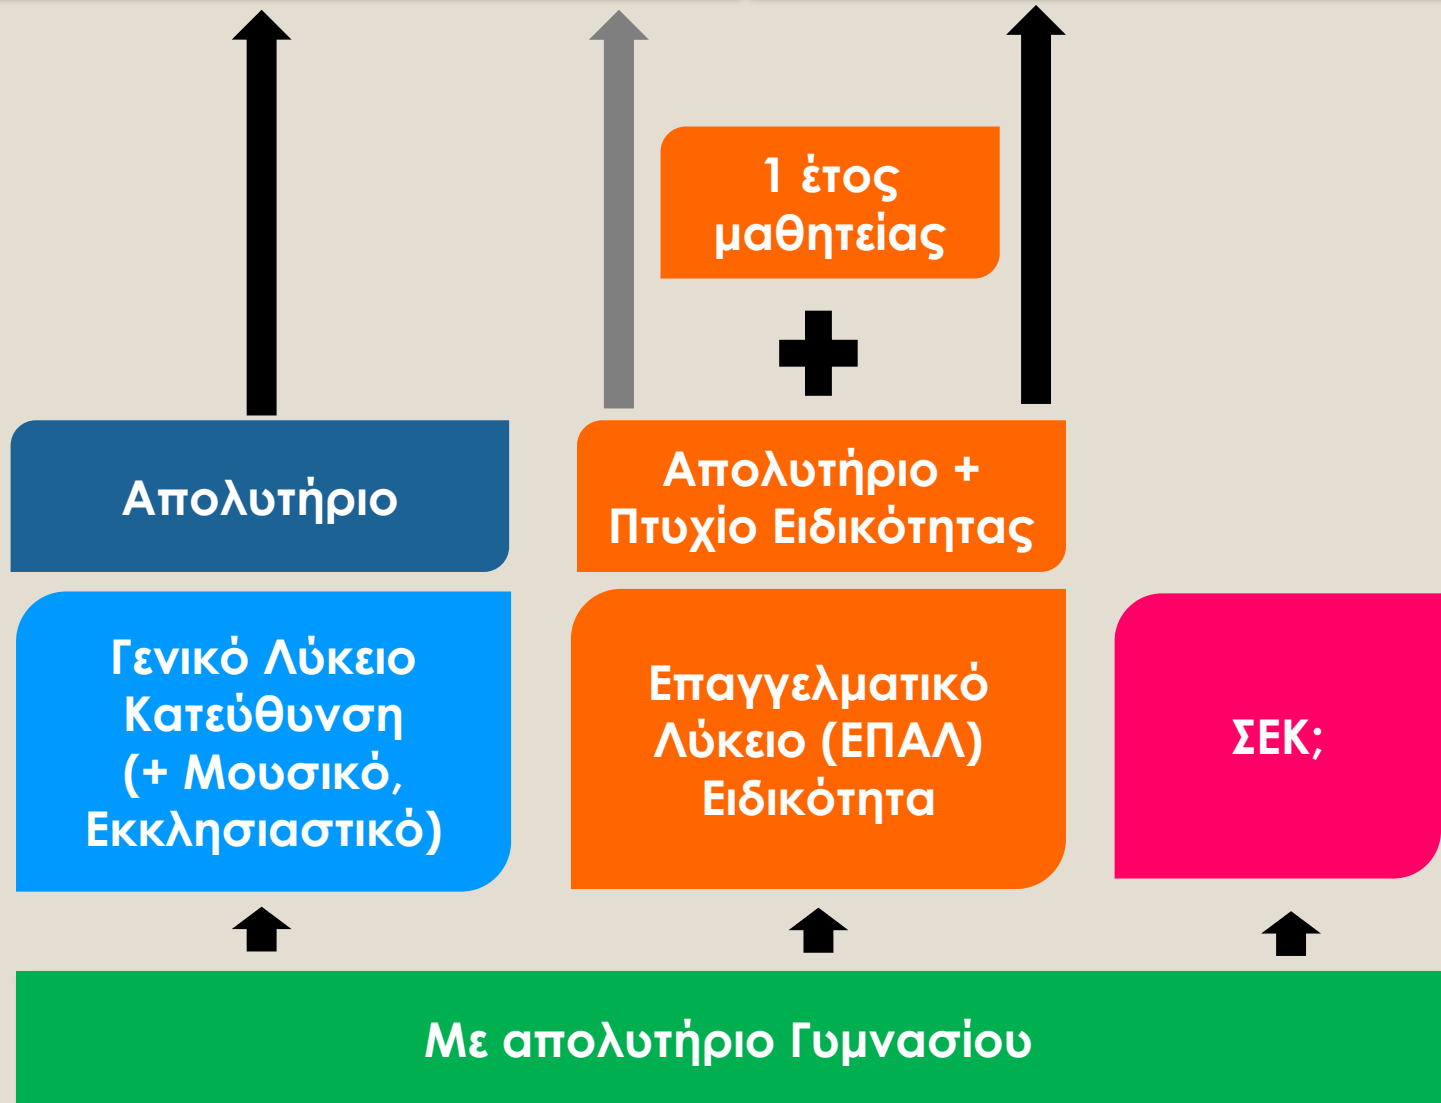 1 έτος
μαθητείας
Απολυτήριο
Απολυτήριο +
Πτυχίο Ειδικότητας
Γενικό Λύκειο
Κατεύθυνση
(+ Μουσικό,
Εκκλησιαστικό)
Επαγγελματικό
Λύκειο (ΕΠΑΛ)
Ειδικότητα
ΣΕΚ;
Με απολυτήριο Γυμνασίου